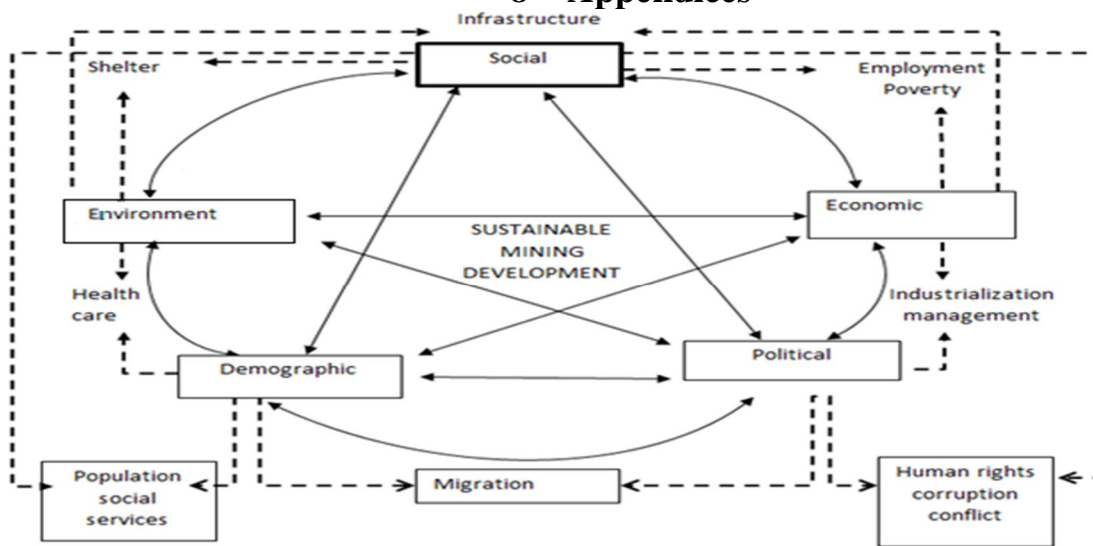 8 Appendices
Infrastructure
Social
Shelter
Employment
Poverty
Environment
Economic
SUSTAINABLE
MINING
DEVELOPMENT
Health
care
Industrialization
management
Demographic
Political
Population
social
services
Migration
Human rights
corruption
conflict